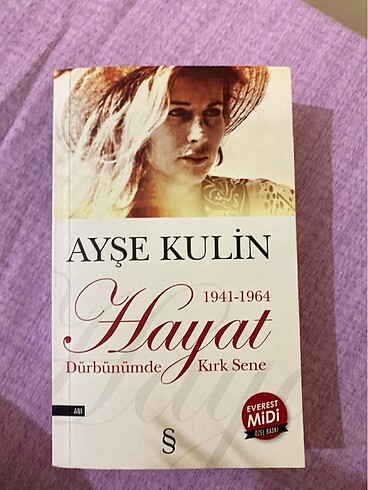 AYŞE KULİN
1941-1964
Hayat
Dürbünümde Kırk Sene
ANI
EVEREST
MİDİ
ÖZEL BASKI